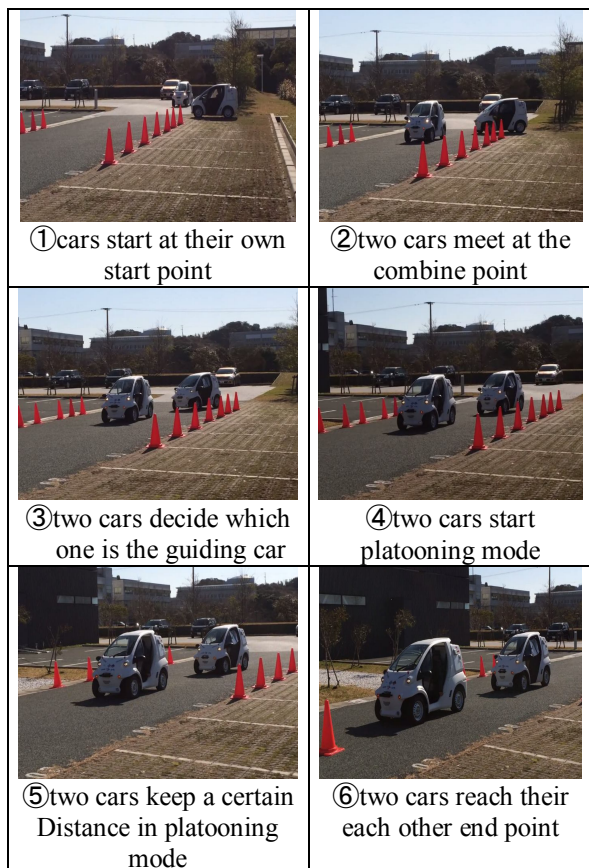 ①cars start at their own
start point
②two cars meet at the
combine point
③two cars decide which
one is the guiding car
④two cars start
platooning mode
⑤two cars keep a certain
Distance in platooning
mode
⑥two cars reach their
each other end point